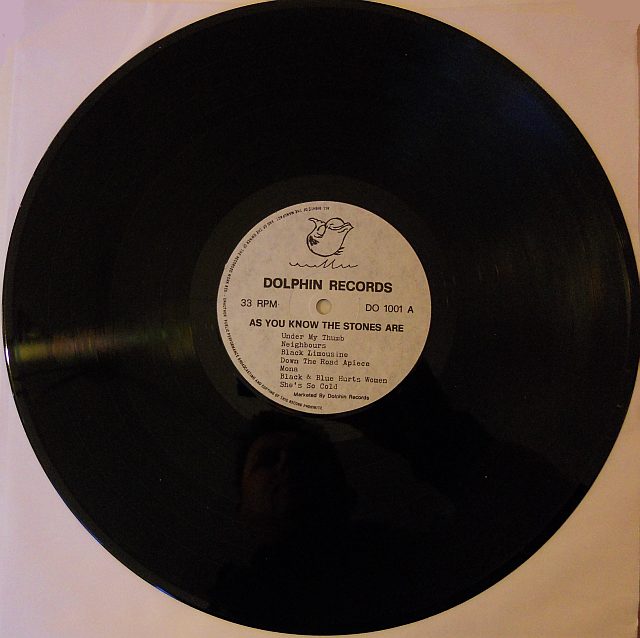 DOLPHIN RECORDS
33 RPM DO 1001 A
AS YOU KNOW THE STONES ARE
Under My Thumb
Neighbours
Black Limousine
Down The Road Apiece
Mona
Black & Blue Hurts Women
She's So Cold
Marketed By Dolphin Records